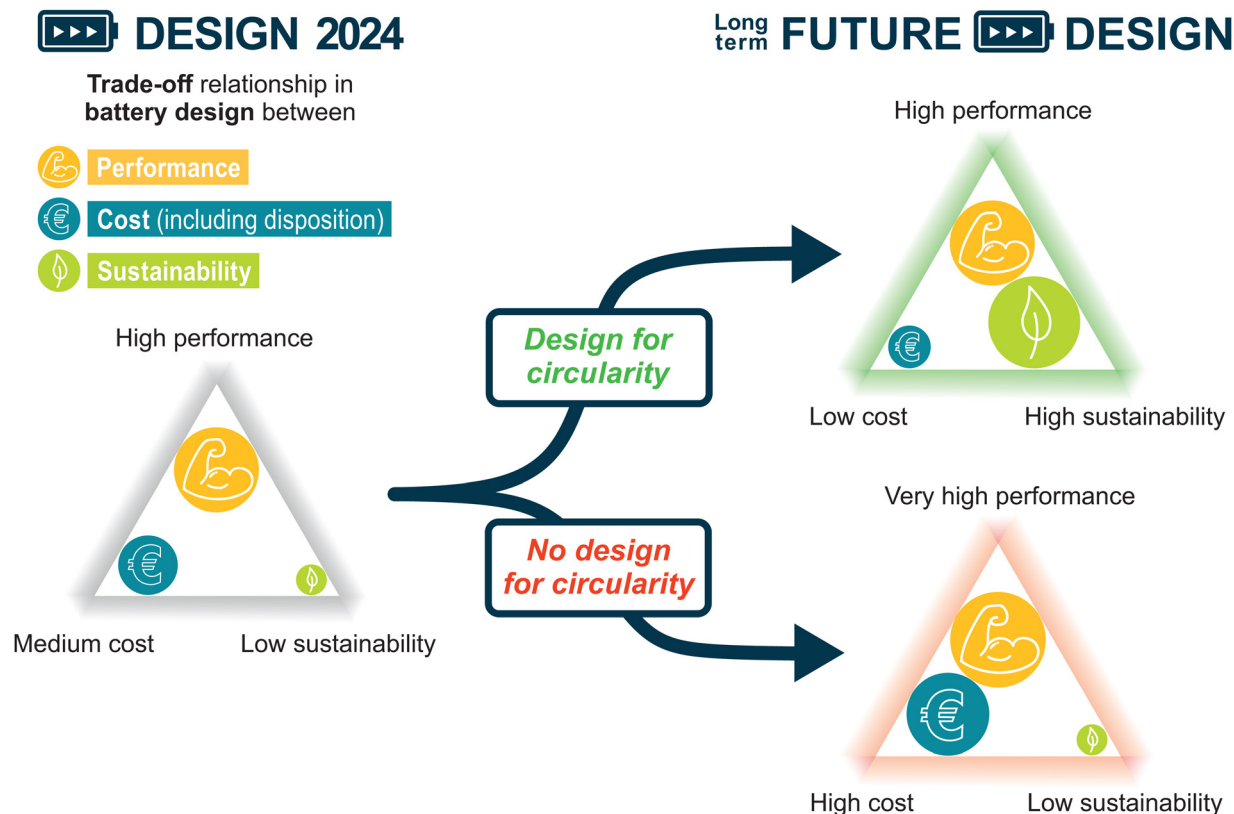 DESIGN 2024
Trade-off relationship in
battery design between
Performance
Cost (including disposition)
Sustainability
High performance
Medium cost
Low sustainability
Design for
circularity
No design
for circularity
Long
term
FUTURE DESIGN
High performance
Low cost
High sustainability
Very high performance
High cost
Low sustainability